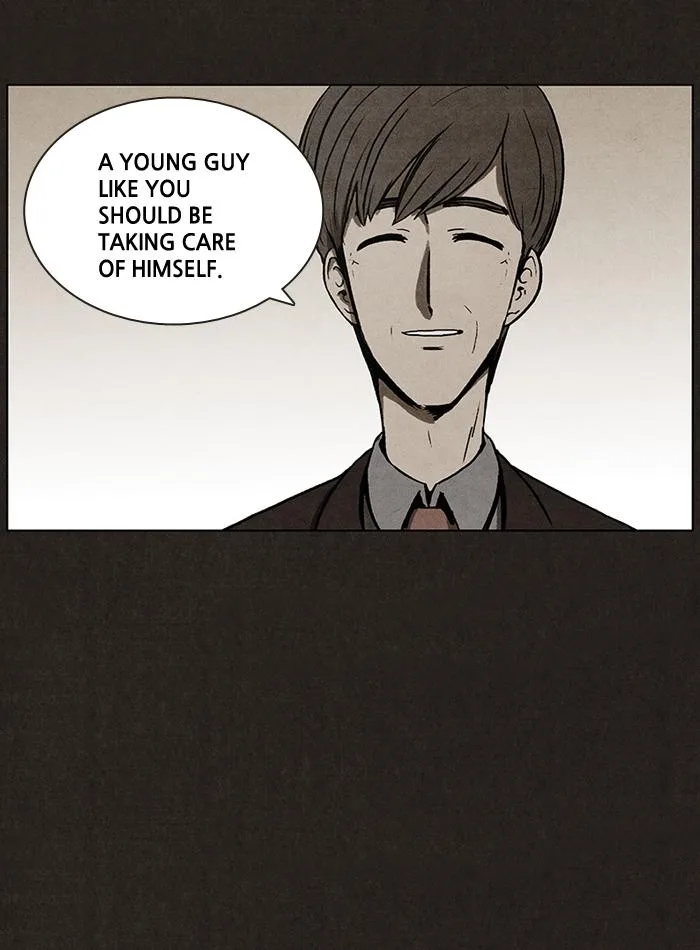 A YOUNG GUY
LIKE YOU
SHOULD BE
TAKING CARE
OF HIMSELF.